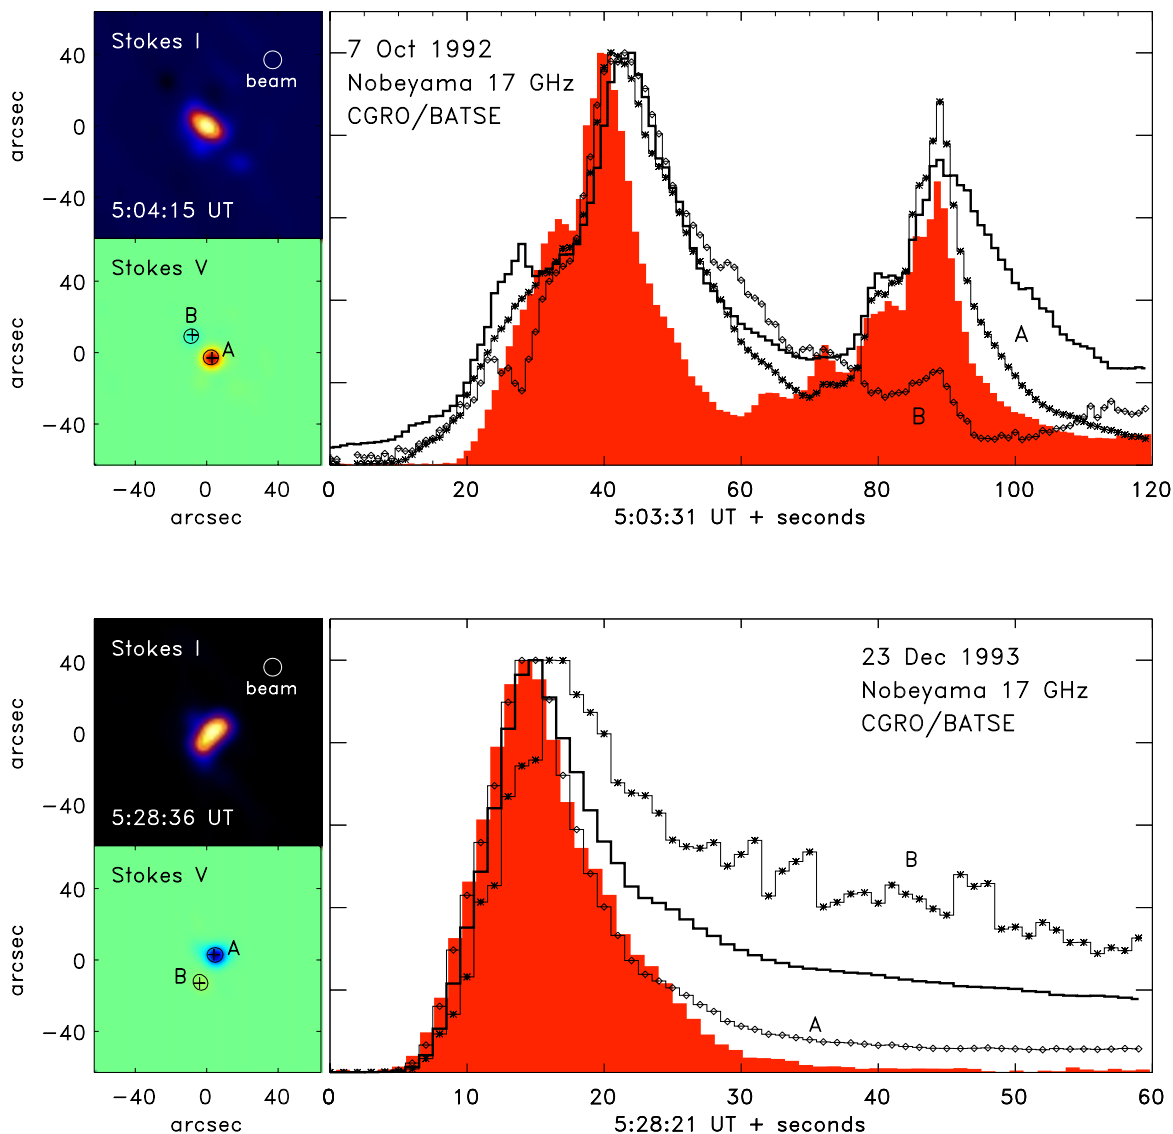 Stokes I
beam
5:04:15 UT
40
0
−40
arcsec
Stokes V
B
A
40
0
−40
arcsec
−40 0 40
arcsec
7 Oct 1992
Nobeyama 17 GHz
CGRO/BATSE
A
B
0 20 40 60 80 100 120
5:03:31 UT + seconds
Stokes I
beam
5:28:36 UT
40
0
−40
arcsec
Stokes V
A
B
40
0
−40
arcsec
−40 0 40
arcsec
23 Dec 1993
Nobeyama 17 GHz
CGRO/BATSE
B
A
0 10 20 30 40 50 60
5:28:21 UT + seconds